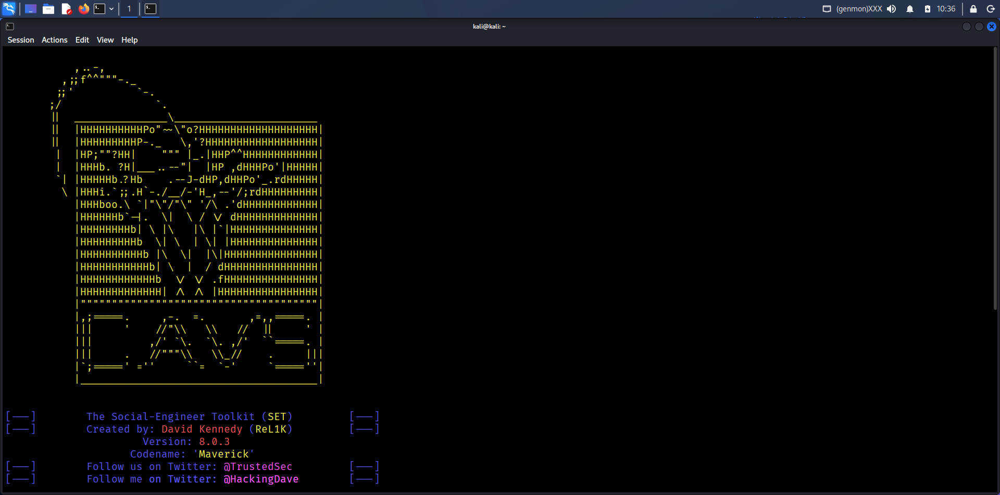 1
(genmon)XXX
10:36
kali@kali: ~
Session Actions Edit View Help
,..-,
,;;f^^"""-._
;;' `-.
;/ `.
|| _______________\_______________________
|| |HHHHHHHHHHPo"~~\"o?HHHHHHHHHHHHHHHHHHH|
|| |HHHHHHHHHP-._ \,'?HHHHHHHHHHHHHHHHHH|
| |HP;""?HH| """ |_.|HHP^^HHHHHHHHHHHH|
| |HHHb. ?H|___..--"| |HP ,dHHHPo'|HHHHH|
`| |HHHHHb.?Hb .--J-dHP,dHHPo'_.rdHHHHH|
\ |HHHi.`;;.H`-./__/-'H_,--'/;rdHHHHHHHHH|
|HHHboo.\ `|"\"/"\" '/\ .'dHHHHHHHHHHHH|
|HHHHHHb`-|. \| \ / \/ dHHHHHHHHHHHHH|
|HHHHHHHHb| \ |\ |\ |`|HHHHHHHHHHHHHH|
|HHHHHHHHHb \| \ | \| |HHHHHHHHHHHHHH|
|HHHHHHHHHHb |\ \| |\|HHHHHHHHHHHHHHH|
|HHHHHHHHHHHb| \ | / dHHHHHHHHHHHHHHH|
|HHHHHHHHHHHHb \/ \/ .fHHHHHHHHHHHHHHH|
|HHHHHHHHHHHHH| /\ /\ |HHHHHHHHHHHHHHHH|
|""""""""""""""""""""""""""""""""""""""|
|,;=====. ,-. =. ,=,,=====. |
||| ' //"\\ \\ // || ' |
||| ,/' `\. `\. ,/' ``=====. |
||| . //"""\\ \\_// . |||
|`;=====' ='' ``= `-' `=====''|
|______________________________________|
[---] The Social-Engineer Toolkit (SET) [---]
[---] Created by: David Kennedy (ReL1K) [---]
Version: 8.0.3
Codename: 'Maverick'
[---] Follow us on Twitter: @TrustedSec [---]
[---] Follow me on Twitter: @HackingDave [---]